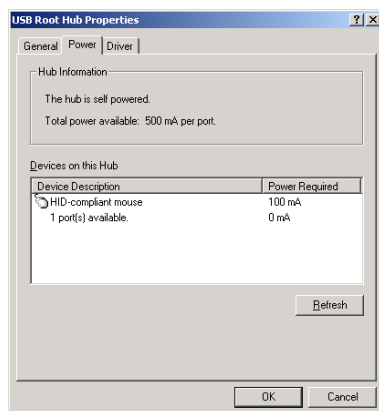 USB Root Hub Properties
General Power Driver
Hub Information
The hub is self powered.
Total power available: 500 mA per port.
Devices on this Hub
Device Description Power Required
HID-compliant mouse 100 mA
1 port(s) available. 0 mA
Refresh
OK Cancel